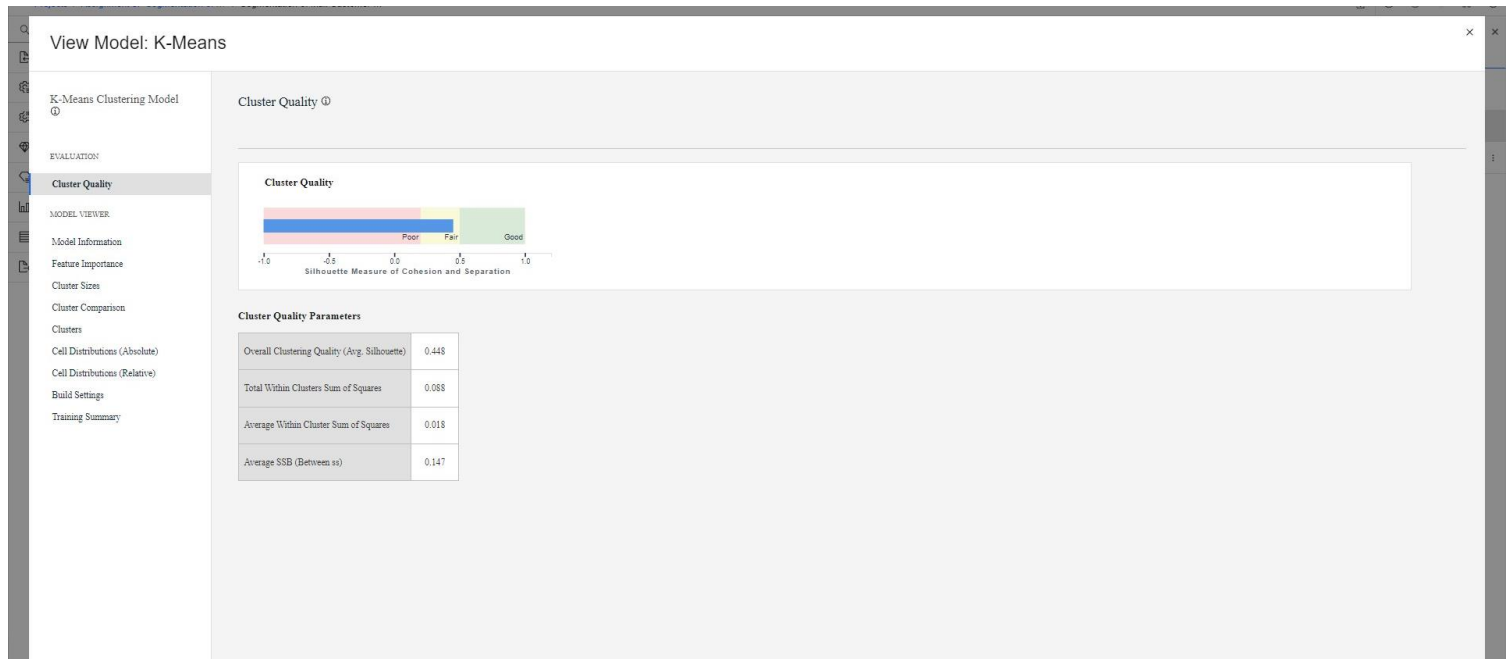 View Model: K-Means
K-Means Clustering Model
EVALUATION
Cluster Quality
MODEL VIEWER
Model Information
Feature Importance
Cluster Sizes
Cluster Comparison
Clusters
Cell Distributions (Absolute)
Cell Distributions (Relative)
Build Settings
Training Summary
Cluster Quality
Cluster Quality
Poor Fair Good
-1.0 -0.5 0.0 0.5 1.0
Silhouette Measure of Cohesion and Separation
Cluster Quality Parameters
Overall Clustering Quality (Avg. Silhouette) 0.448
Total Within Clusters Sum of Squares 0.088
Average Within Cluster Sum of Squares 0.018
Average SSB (Between ss) 0.147